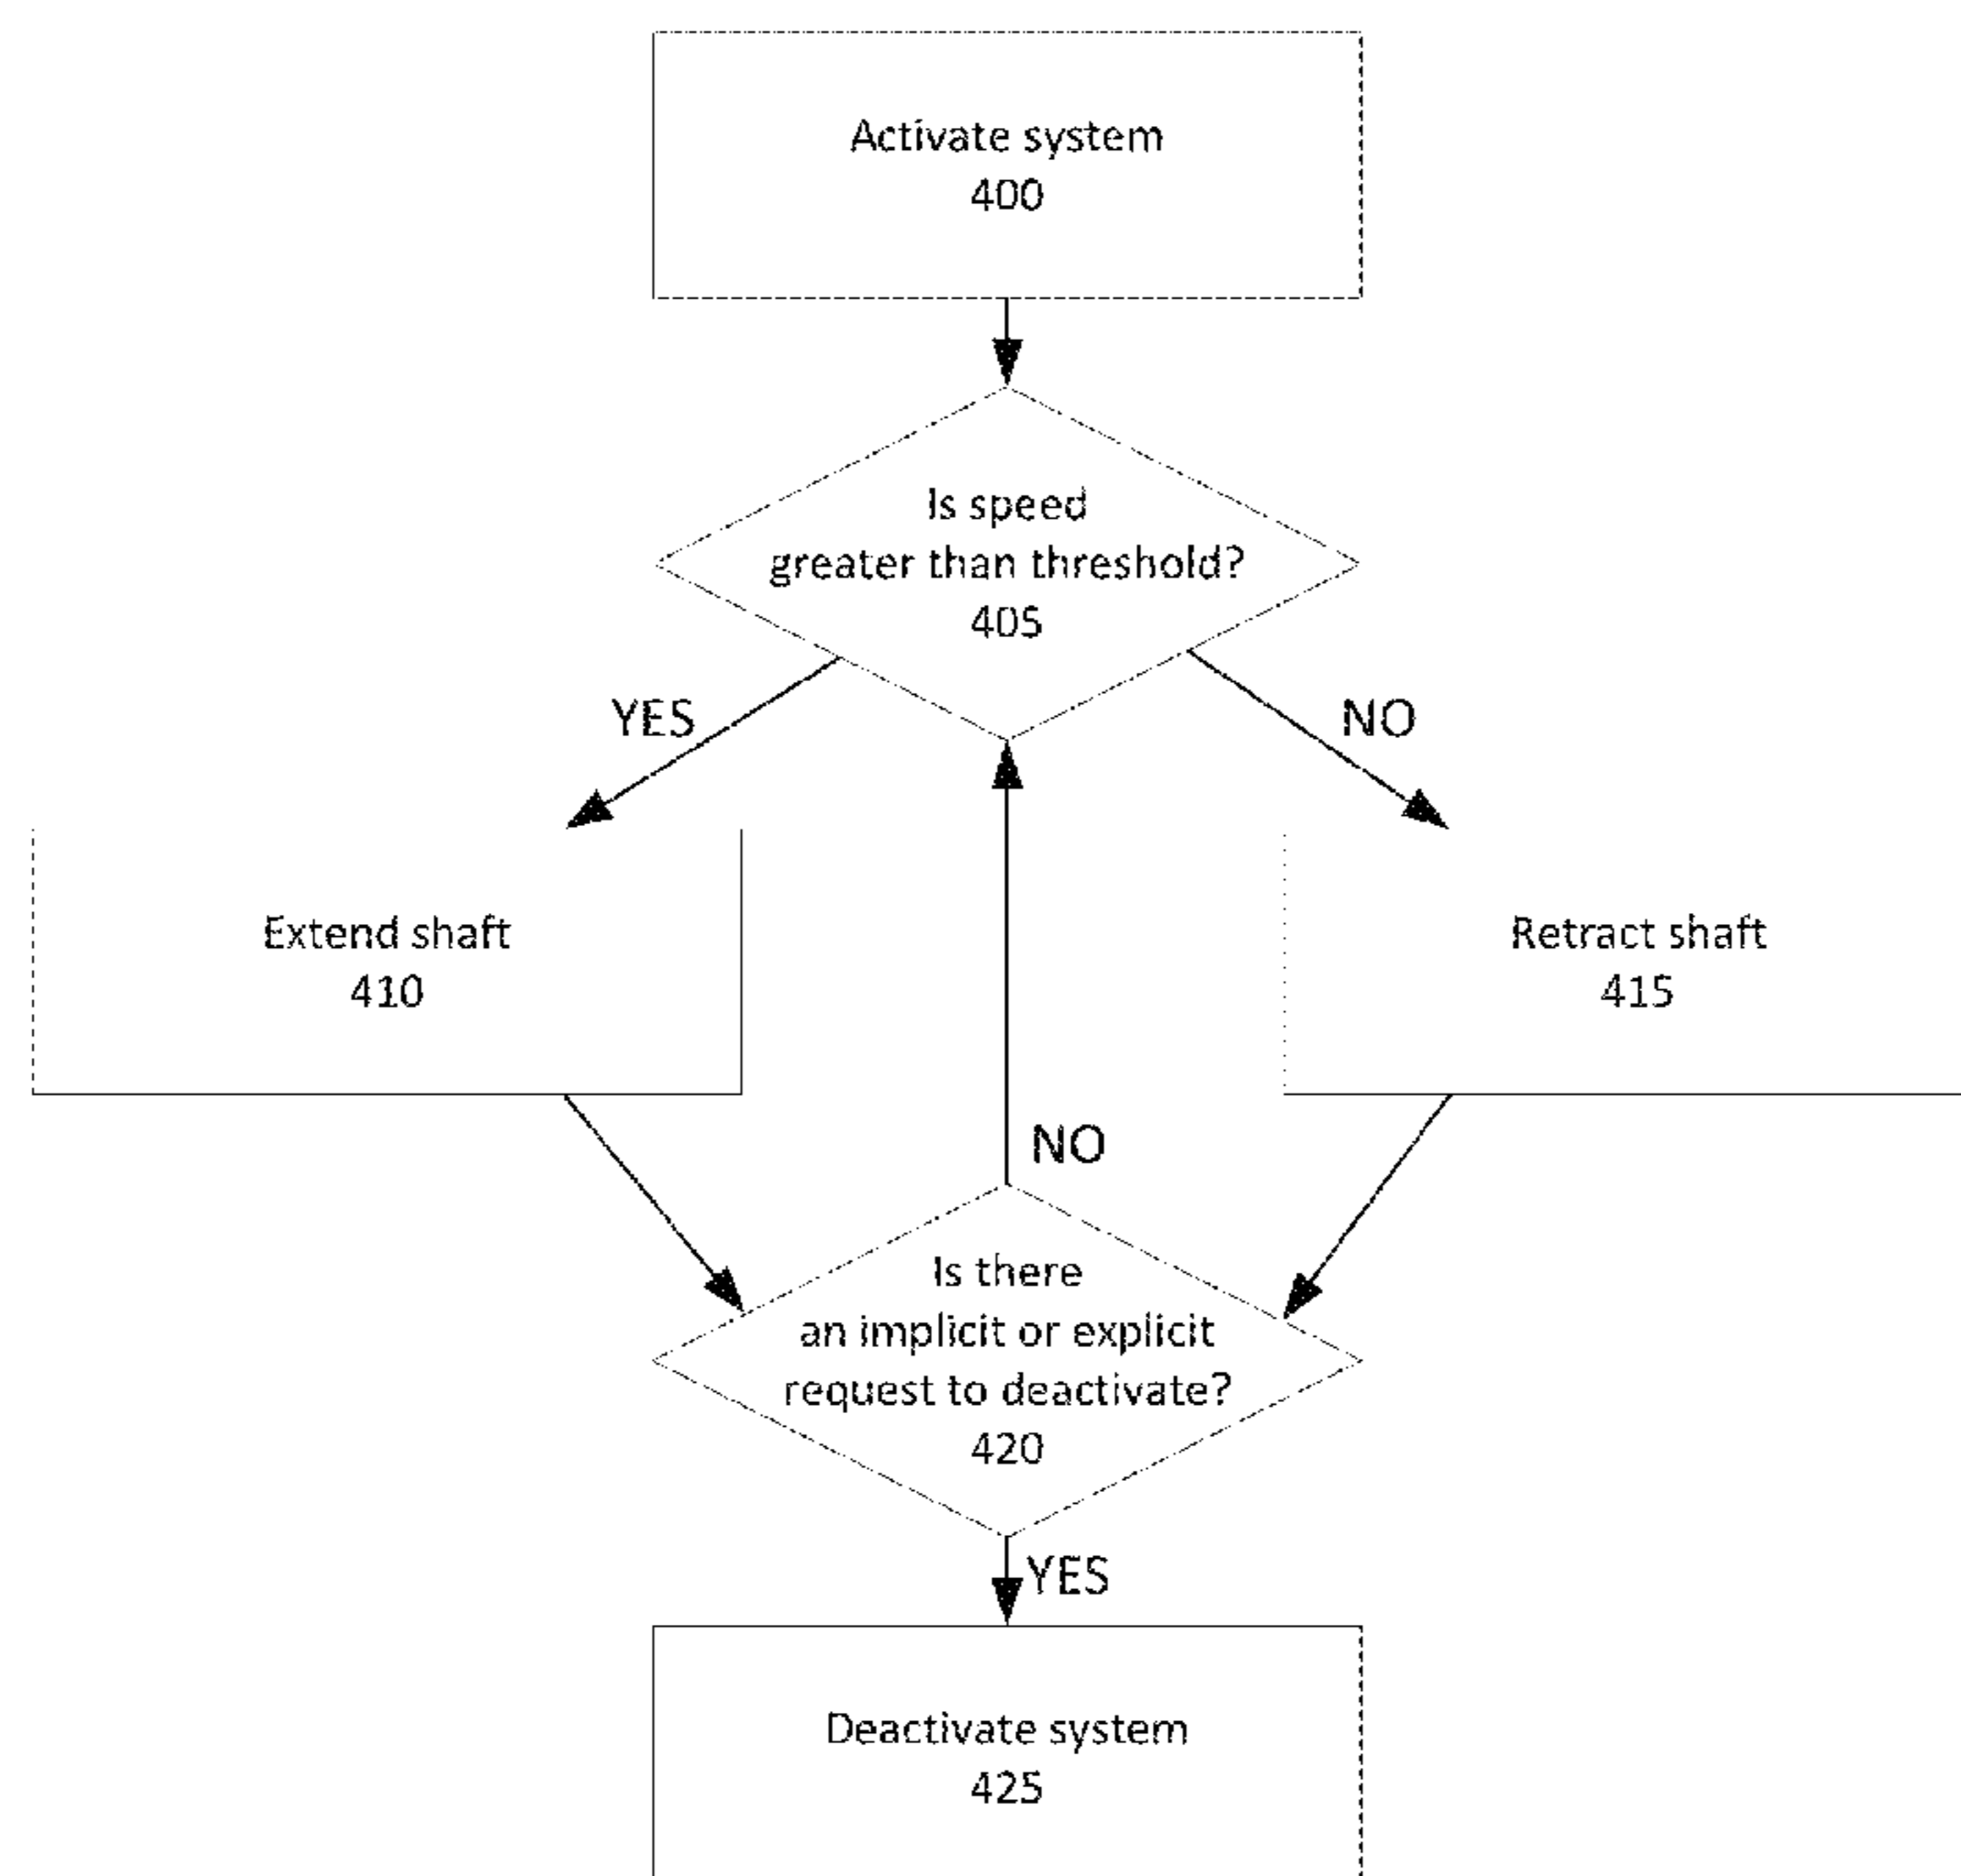 Activate system
400
Is speed
greater than threshold?
405
YES
NO
Extend shaft
410
Retract shaft
415
NO
Is there
an implicit or explicit
request to deactivate?
420
YES
Deactivate system
425